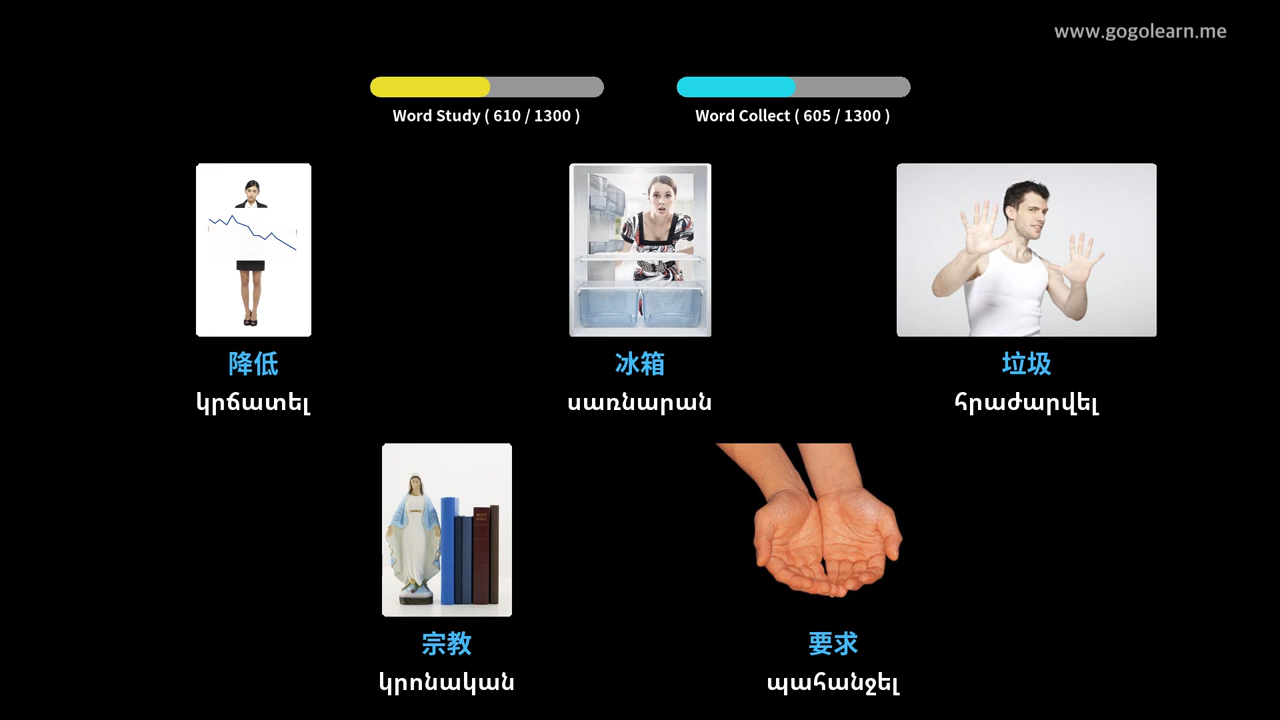 www.gogolearn.me
Word Study ( 610 / 1300 )
Word Collect ( 605 / 1300 )
降低
կրճատել
冰箱
սառնարան
垃圾
հրաժարվել
宗教
կրոնական
要求
պահանջել